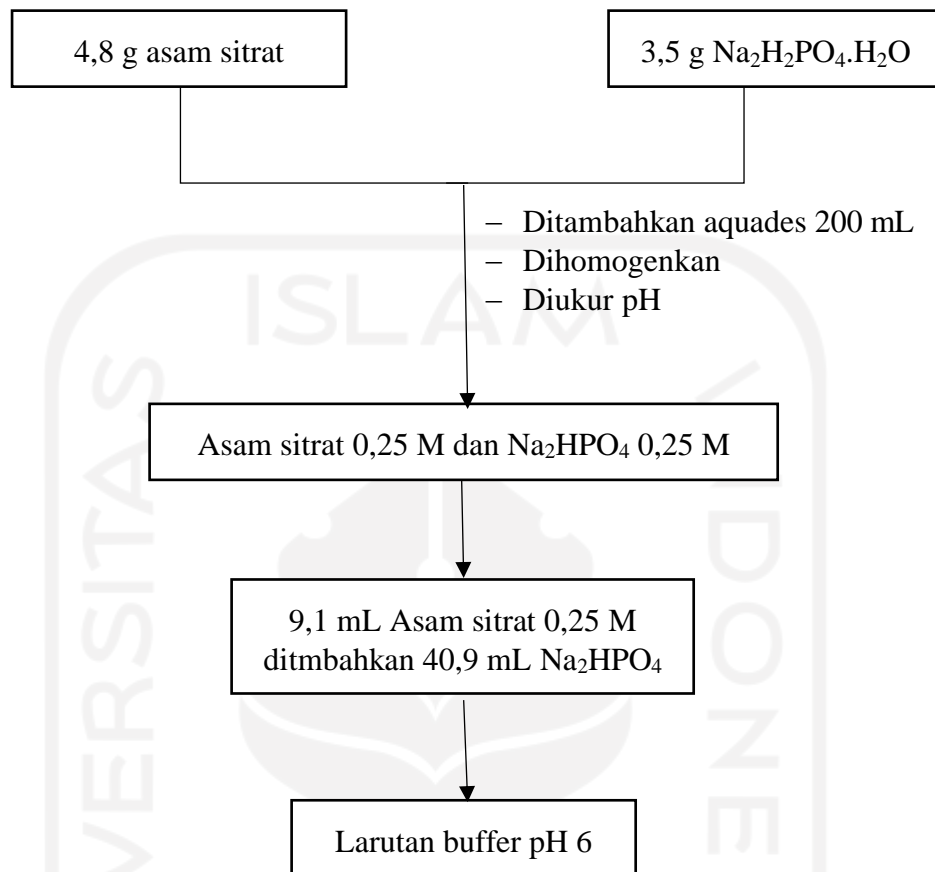 4,8 g asam sitrat
3,5 g Na₂H₂PO₄.H₂O
– Ditambahkan aquades 200 mL
– Dihomogenkan
– Diukur pH
Asam sitrat 0,25 M dan Na₂HPO₄ 0,25 M
9,1 mL Asam sitrat 0,25 M
ditmbahkan 40,9 mL Na₂HPO₄
Larutan buffer pH 6
ISLAM
VERSITAS
INDONE